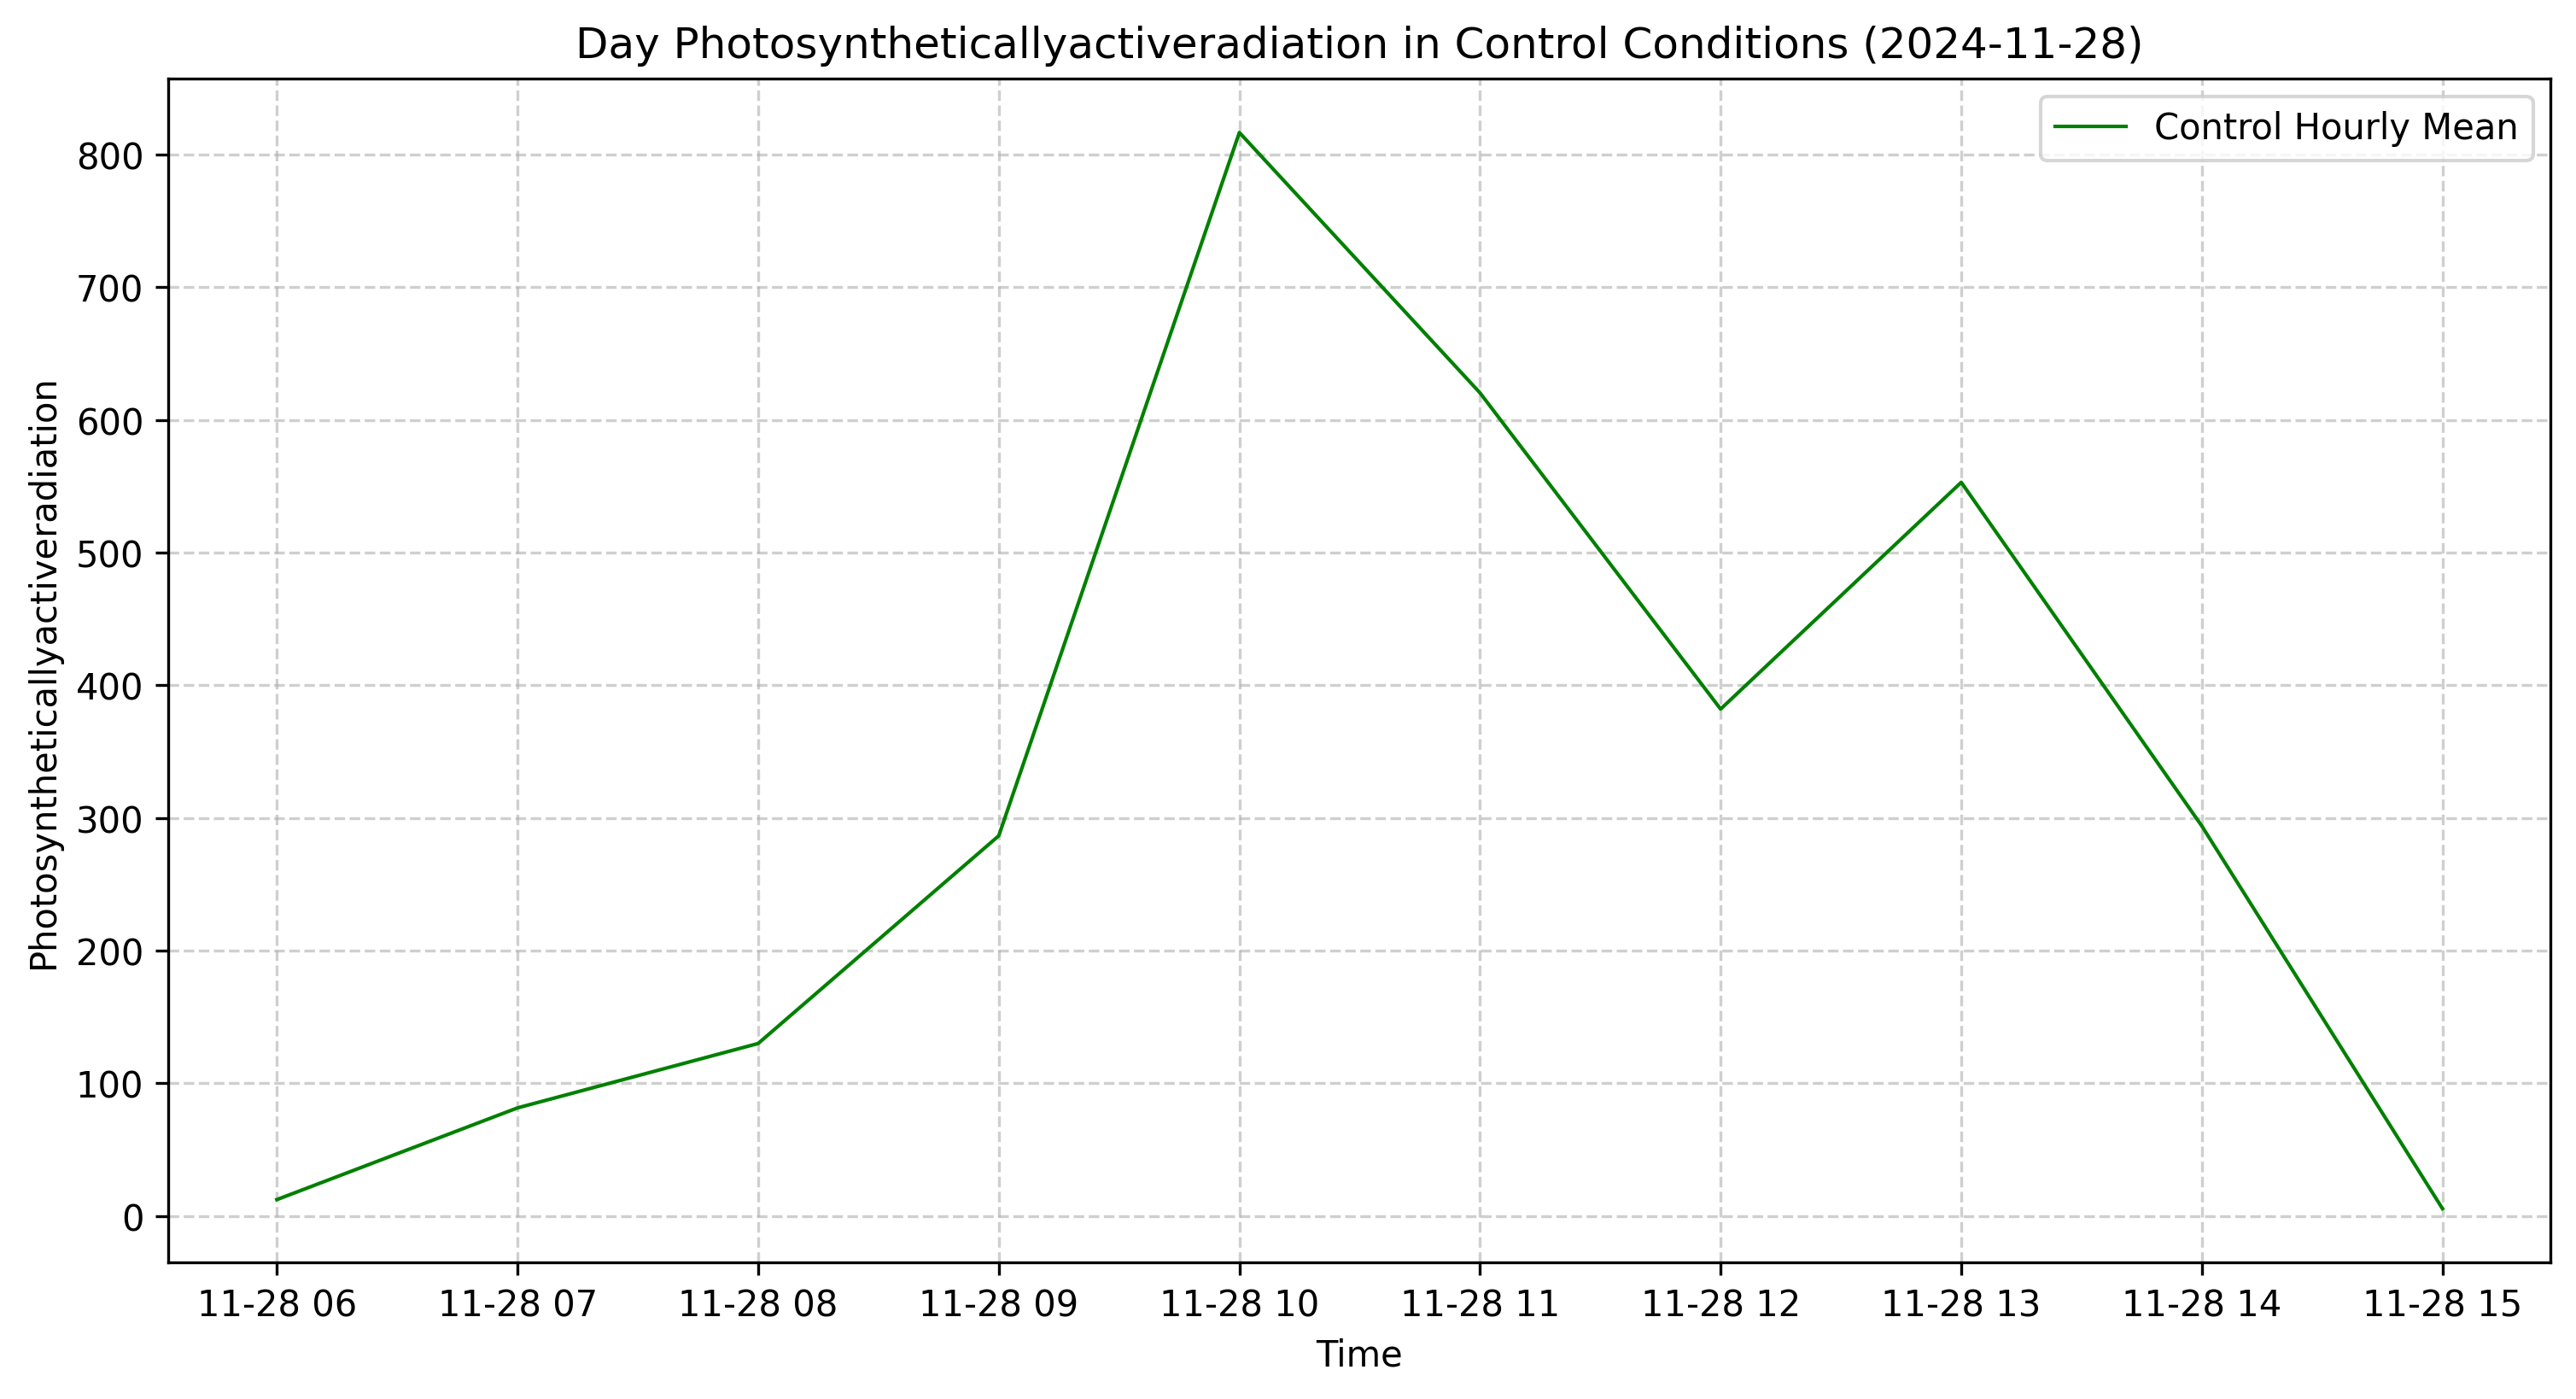 Day Photosyntheticallyactiveradiation in Control Conditions (2024-11-28)
Control Hourly Mean
Photosyntheticallyactiveradiation
800
700
600
500
400
300
200
100
0
11-28 06 11-28 07 11-28 08 11-28 09 11-28 10 11-28 11 11-28 12 11-28 13 11-28 14 11-28 15
Time